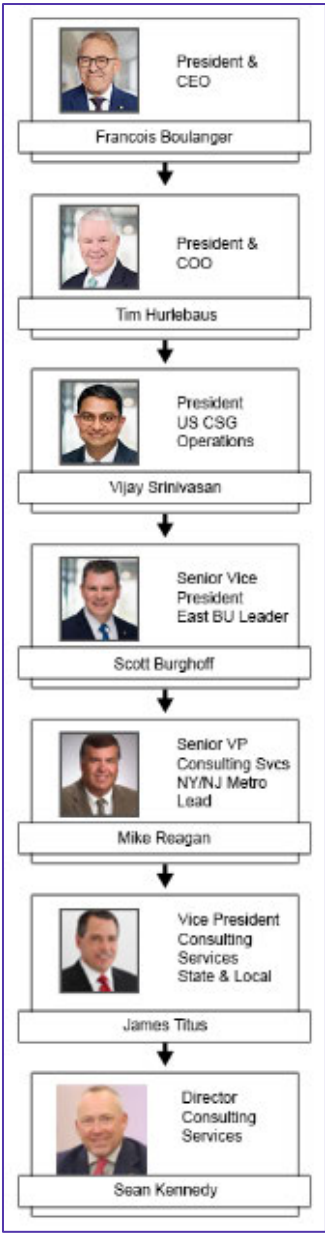 President &
CEO
Francois Boulanger
President &
COO
Tim Hurlebaus
President
US CSG
Operations
Vijay Srinivasan
Senior Vice
President
East BU Leader
Scott Burghoff
Senior VP
Consulting Svcs
NY/NJ Metro
Lead
Mike Reagan
Vice President
Consulting
Services
State & Local
James Titus
Director
Consulting
Services
Sean Kennedy